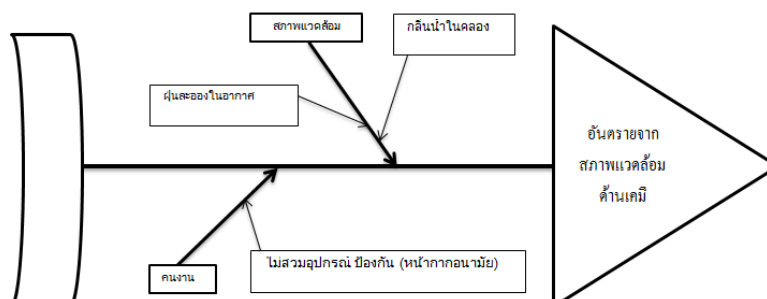 สภาพแวดล้อม
กลิ่นน้ำในคลอง
ฝุ่นละอองในอากาศ
อันตรายจาก
สภาพแวดล้อม
ด้านเคมี
ไม่สวมอุปกรณ์ ป้องกัน (หน้ากากอนามัย)
คนงาน